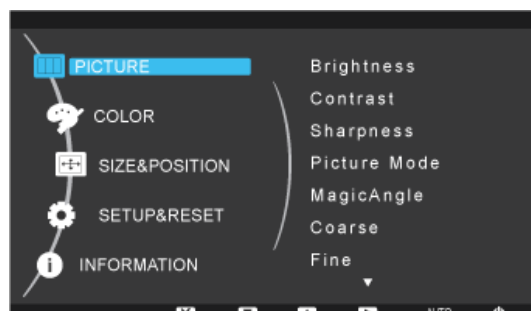 PICTURE
COLOR
SIZE&POSITION
SETUP&RESET
INFORMATION
Brightness
Contrast
Sharpness
Picture Mode
MagicAngle
Coarse
Fine